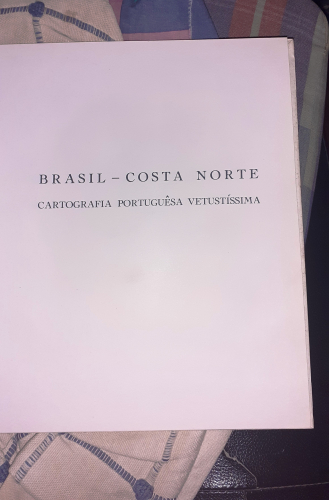 BRASIL – COSTA NORTE
CARTOGRAFIA PORTUGUÊSA VETUSTÍSSIMA